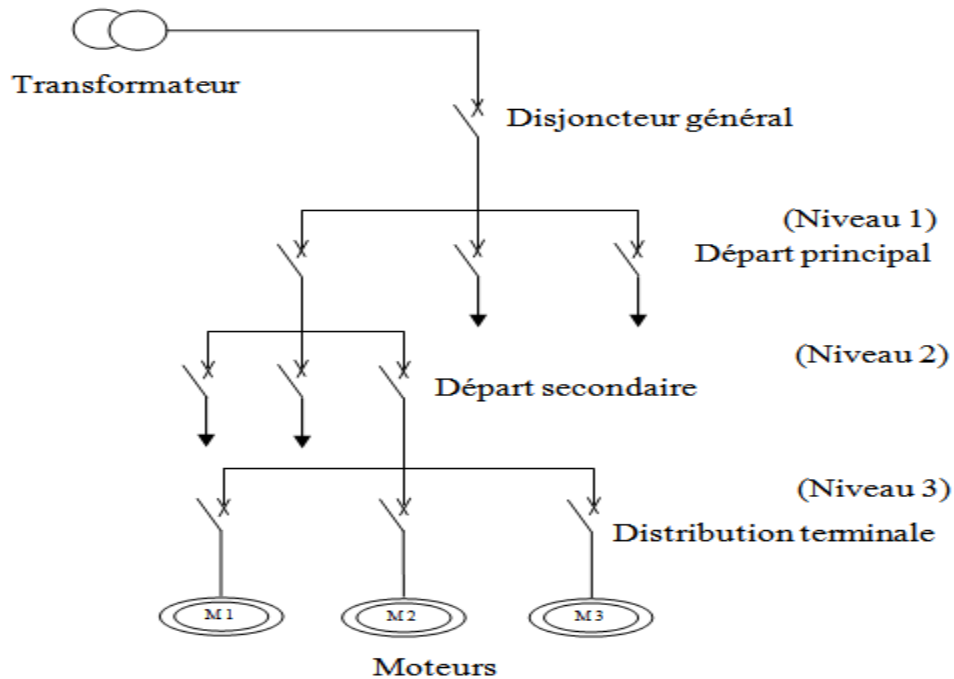 Transformateur
Disjoncteur général
(Niveau 1)
Départ principal
(Niveau 2)
Départ secondaire
(Niveau 3)
Distribution terminale
M 1
M 2
M 3
Moteurs